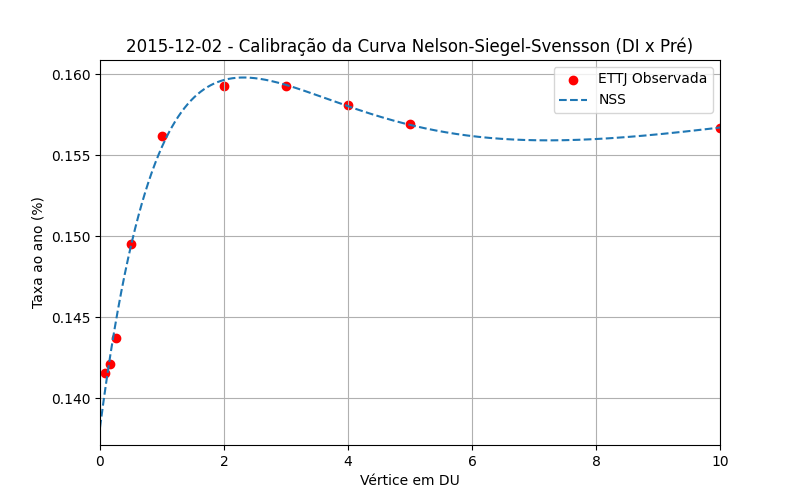 2015-12-02 - Calibração da Curva Nelson-Siegel-Svensson (DI x Pré)
ETTJ Observada
NSS
Taxa ao ano (%)
0.160
0.155
0.150
0.145
0.140
0 2 4 6 8 10
Vértice em DU